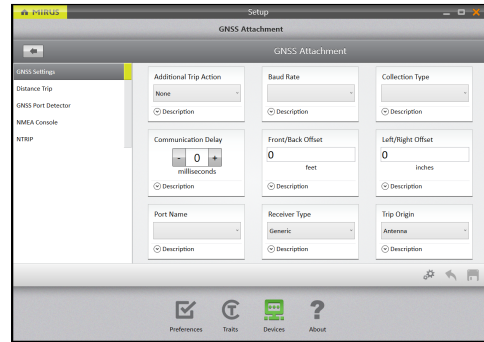 MIRUS
Setup
GNSS Attachment
GNSS Attachment
GNSS Settings
Distance Trip
GNSS Port Detector
NMEA Console
NTRIP
Additional Trip Action
None
Description
Baud Rate
Description
Collection Type
Description
Communication Delay
- 0 +
milliseconds
Description
Front/Back Offset
0
feet
Description
Left/Right Offset
0
inches
Description
Port Name
Description
Receiver Type
Generic
Description
Trip Origin
Antenna
Description
Preferences
Traits
Devices
About